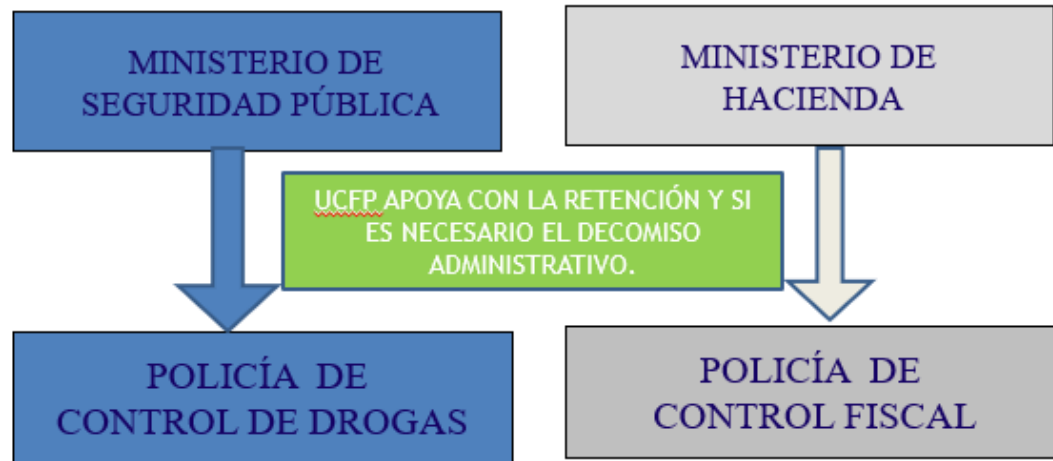 MINISTERIO DE
SEGURIDAD PÚBLICA
MINISTERIO DE
HACIENDA
UCFP APOYA CON LA RETENCIÓN Y SI
ES NECESARIO EL DECOMISO
ADMINISTRATIVO.
POLICÍA DE
CONTROL DE DROGAS
POLICÍA DE
CONTROL FISCAL